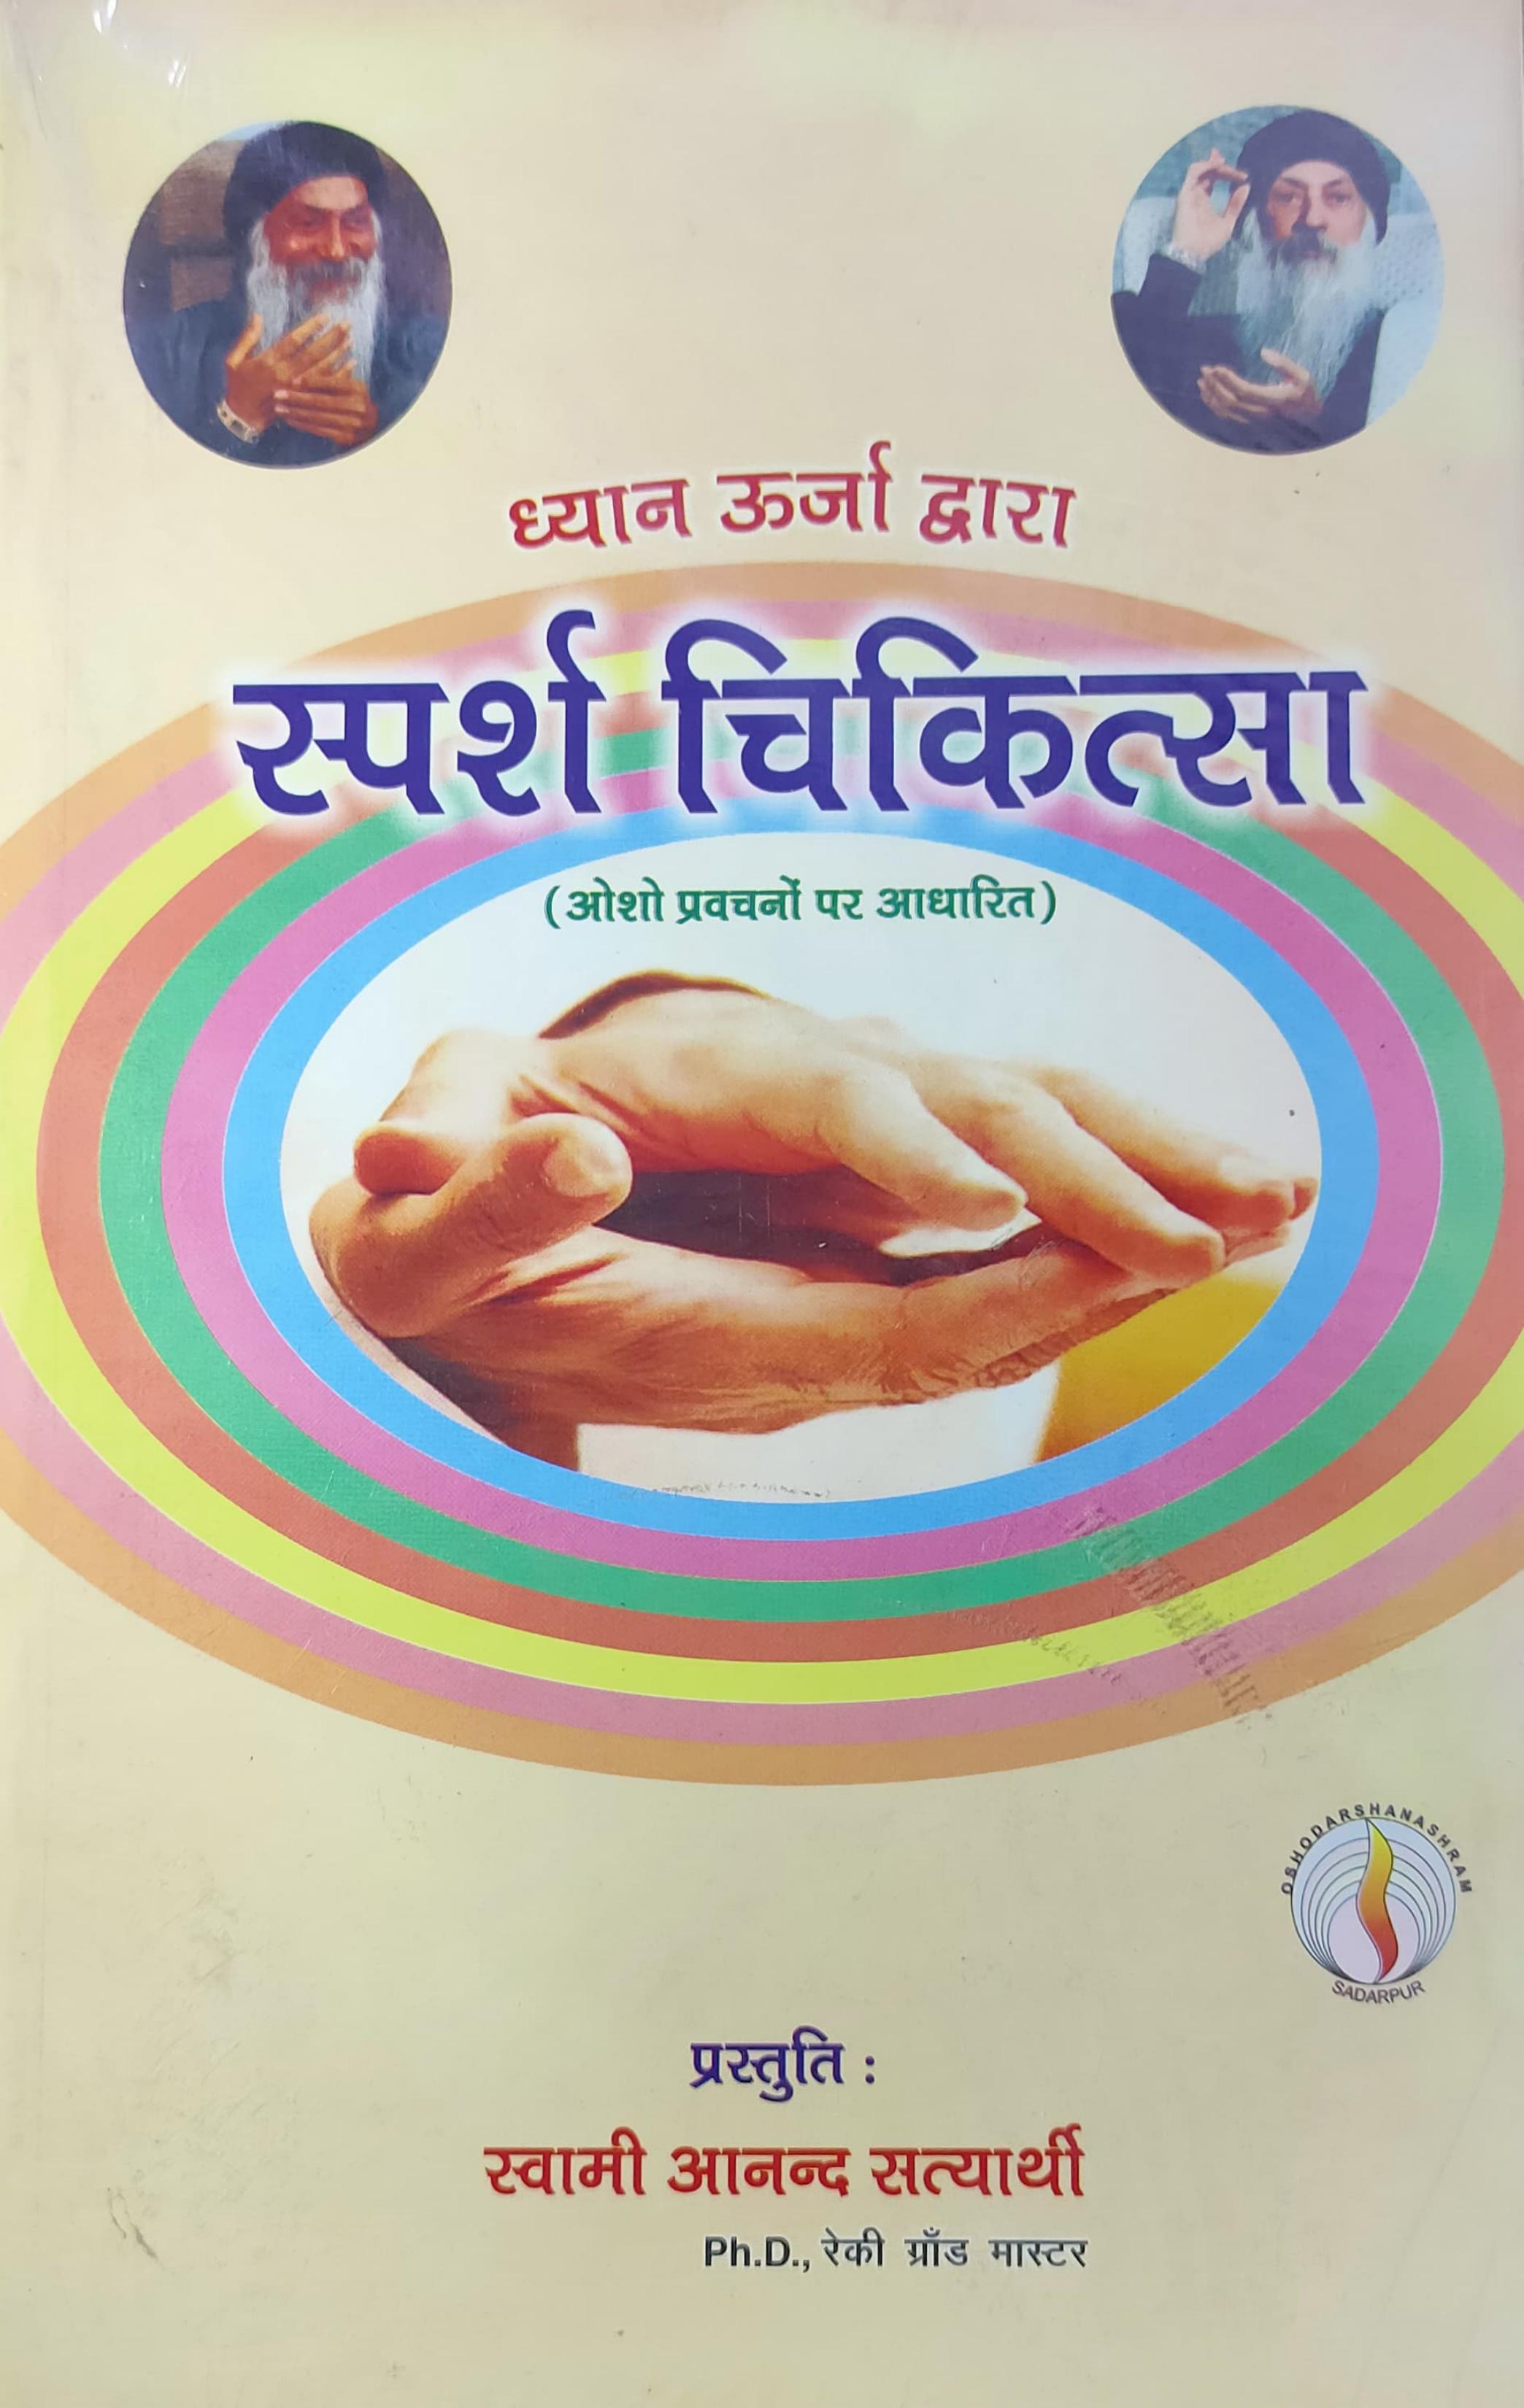 ध्यान ऊर्जा द्वारा
स्पर्श चिकित्सा
(ओशो प्रवचनों पर आधारित)
OSHODARSHANASHRAM
SADARPUR
प्रस्तुति :
स्वामी आनन्द सत्यार्थी
Ph.D., रेकी ग्राँड मास्टर